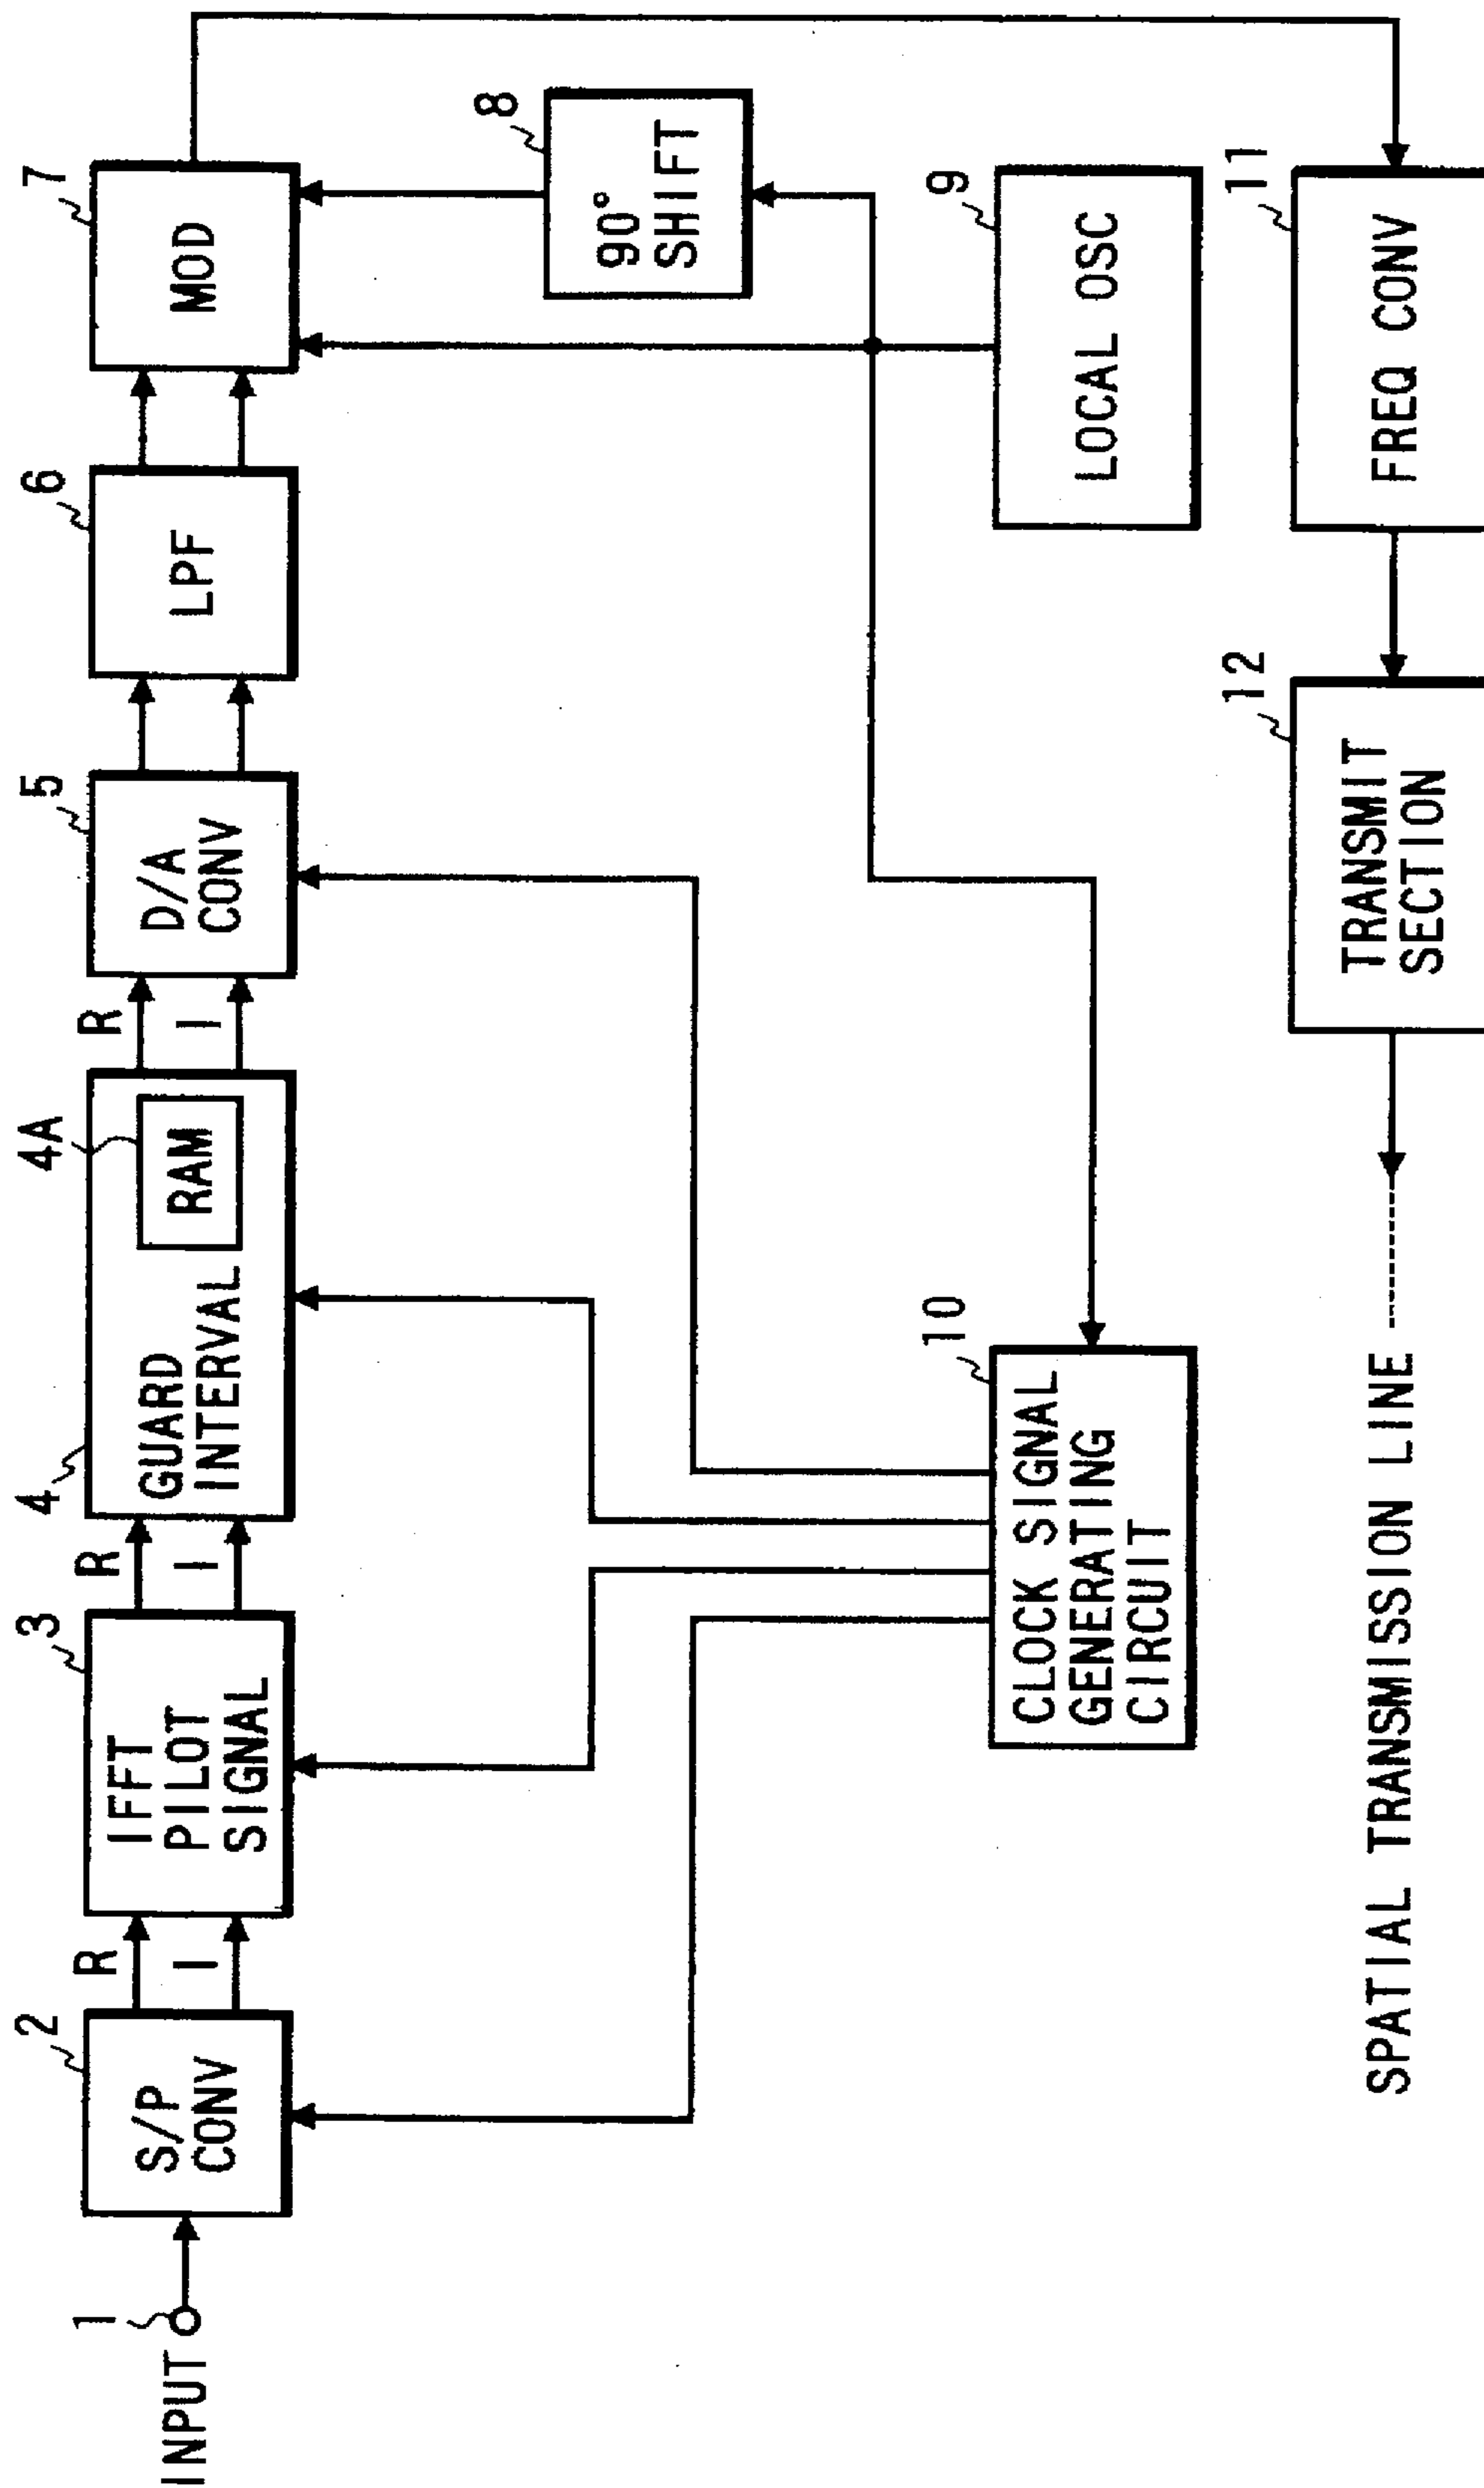 INPUT
1
2
S/P
CONV
R
I
3
IFFT
PILOT
SIGNAL
R
I
4
GUARD
INTERVAL
4A
RAM
R
I
5
D/A
CONV
6
LPF
7
MOD
8
90°
SHIFT
9
LOCAL OSC
10
CLOCK SIGNAL
GENERATING
CIRCUIT
11
FREQ CONV
12
TRANSMIT
SECTION
SPATIAL TRANSMISSION LINE